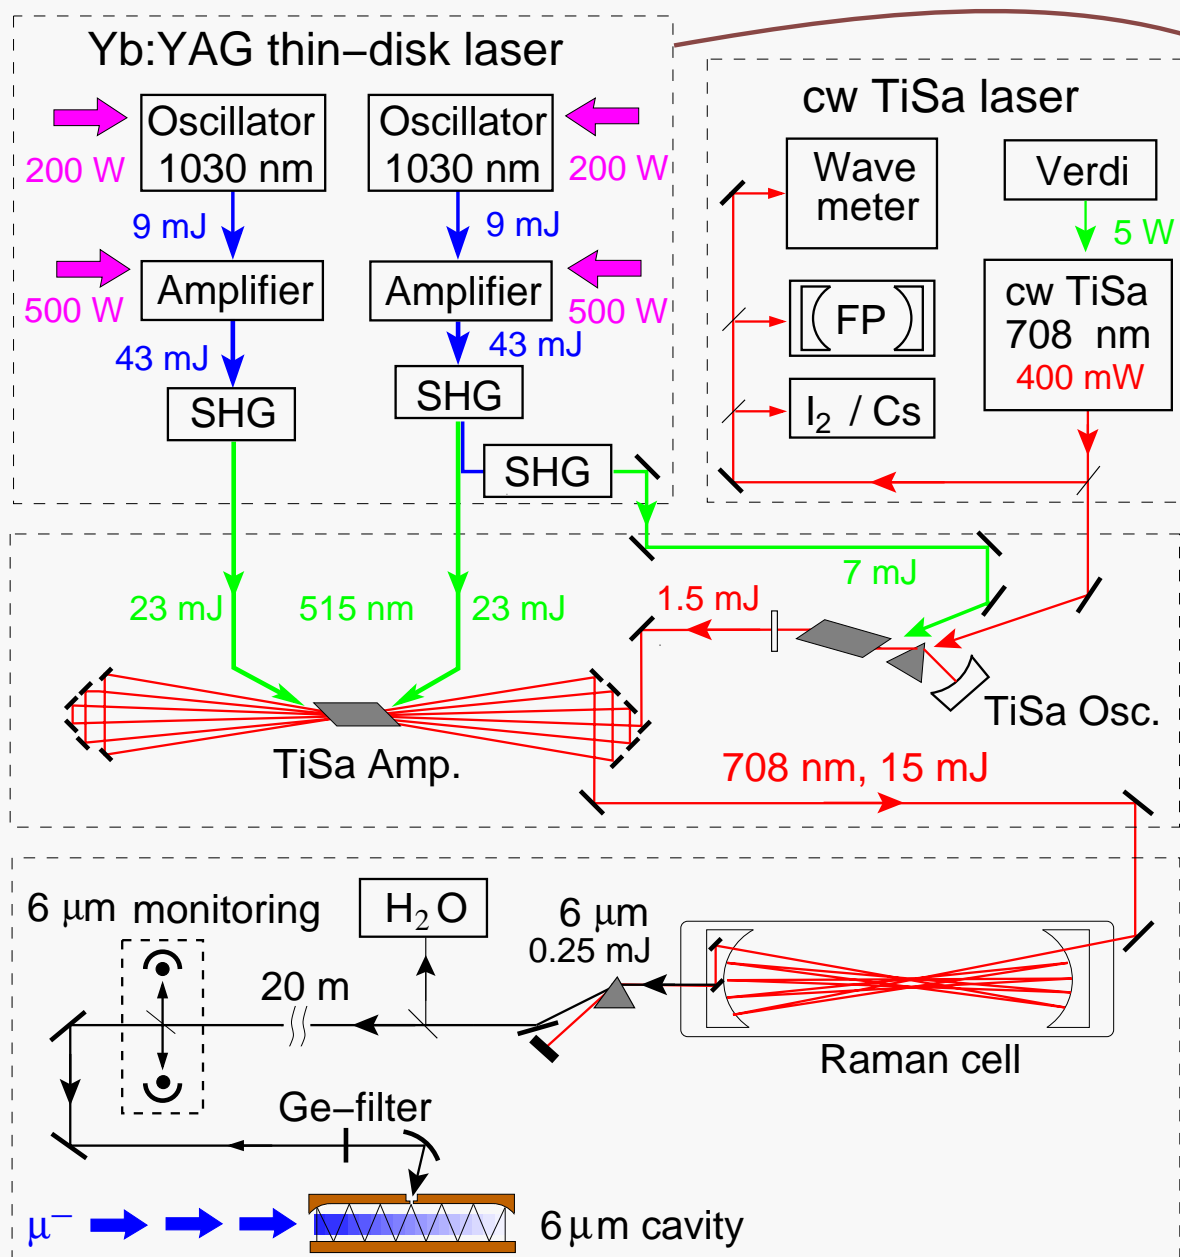 Yb:YAG thin−disk laser
Oscillator
1030 nm
Oscillator
1030 nm
200 W
200 W
9 mJ
9 mJ
Amplifier
Amplifier
500 W
500 W
43 mJ
43 mJ
SHG
SHG
SHG
cw TiSa laser
Wave
meter
Verdi
5 W
FP
cw TiSa
708 nm
400 mW
I₂ / Cs
23 mJ
515 nm
23 mJ
7 mJ
1.5 mJ
TiSa Osc.
TiSa Amp.
708 nm, 15 mJ
6 μm monitoring
H₂O
6 μm
0.25 mJ
20 m
Raman cell
Ge−filter
μ⁻
6 μm cavity